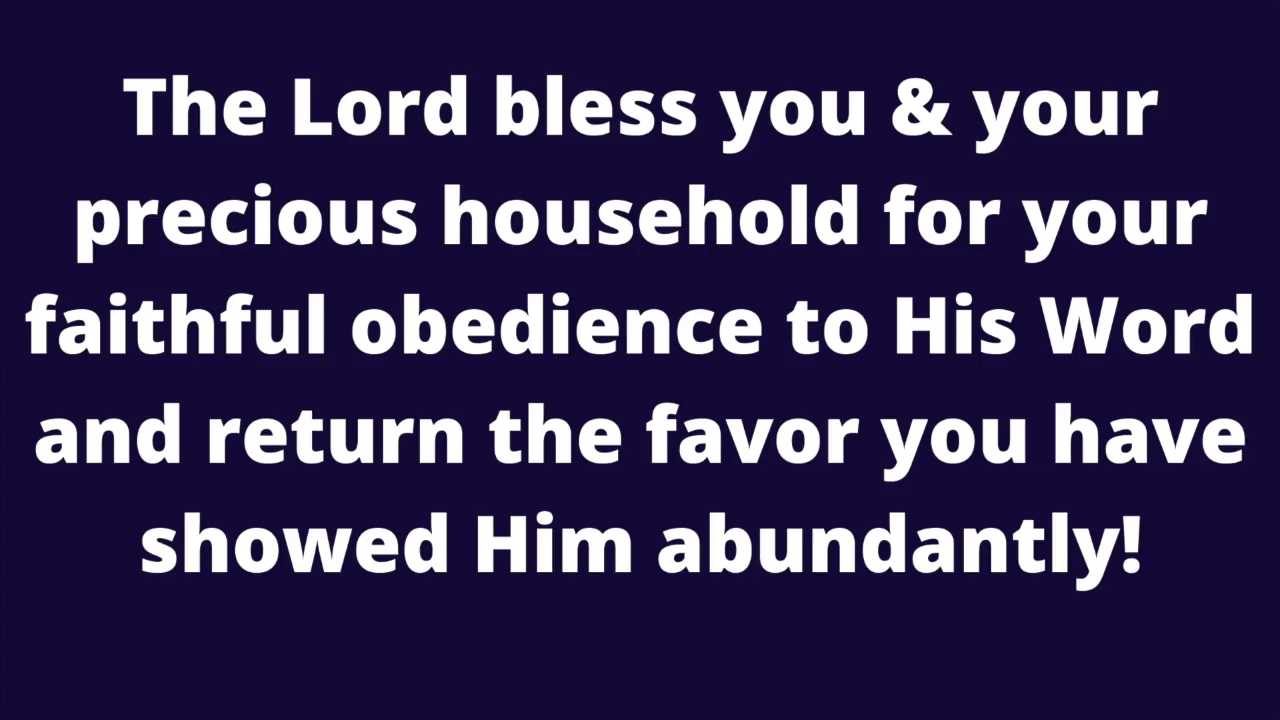 The Lord bless you & your
precious household for your
faithful obedience to His Word
and return the favor you have
showed Him abundantly!